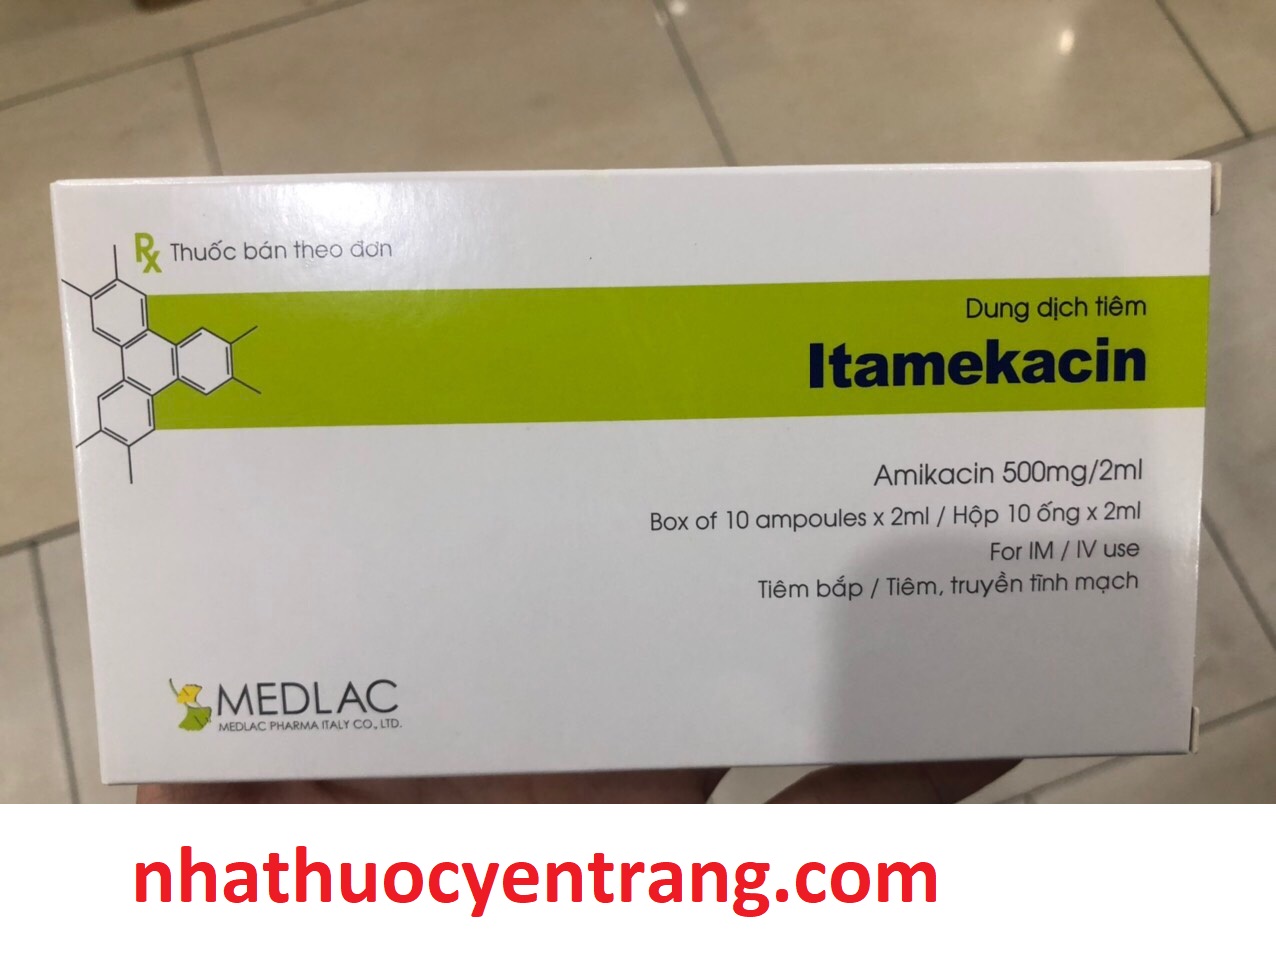 Rx Thuốc bán theo đơn
Dung dịch tiêm
Itamekacin
Amikacin 500mg/2ml
Box of 10 ampoules x 2ml / Hộp 10 ống x 2ml
For IM / IV use
Tiêm bắp / Tiêm, truyền tĩnh mạch
MEDLAC
MEDLAC PHARMA ITALY CO., LTD.
nhathuocyentrang.com